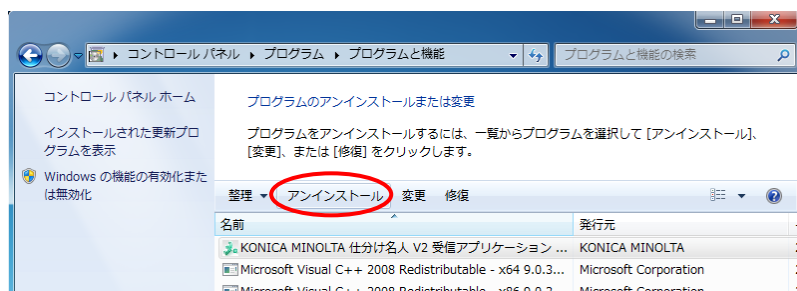 コントロール パネル ▸ プログラム ▸ プログラムと機能
プログラムと機能の検索
コントロール パネル ホーム
インストールされた更新プロ
グラムを表示
Windows の機能の有効化また
は無効化
プログラムのアンインストールまたは変更
プログラムをアンインストールするには、一覧からプログラムを選択して [アンインストール]、
[変更]、または [修復] をクリックします。
整理 アンインストール 変更 修復
名前 発行元
KONICA MINOLTA 仕分け名人 V2 受信アプリケーション ... KONICA MINOLTA
Microsoft Visual C++ 2008 Redistributable - x64 9.0.3... Microsoft Corporation
Microsoft Visual C++ 2008 Redistributable - x86 9.0.3... Microsoft Corporation